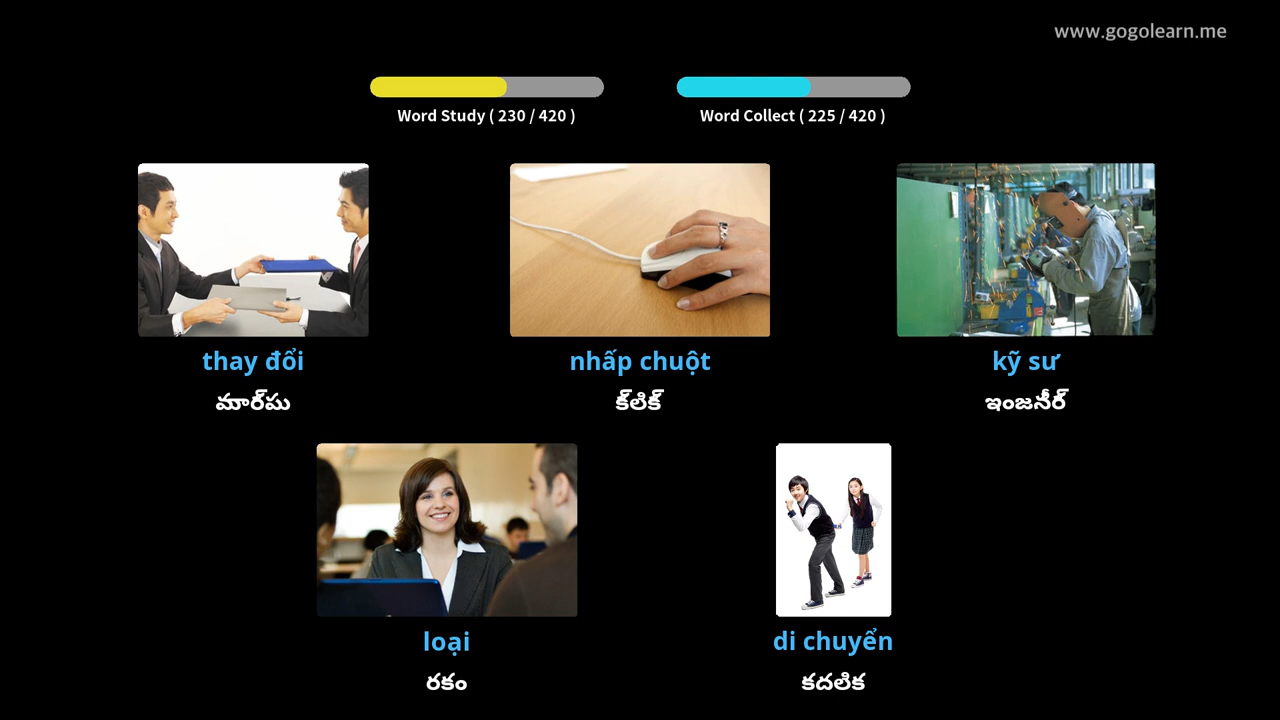 www.gogolearn.me
Word Study ( 230 / 420 )
Word Collect ( 225 / 420 )
thay đổi
మార్‌పు
nhấp chuột
క్‌లిక్
kỹ sư
ఇంజనీర్
loại
రకం
di chuyển
కదలిక